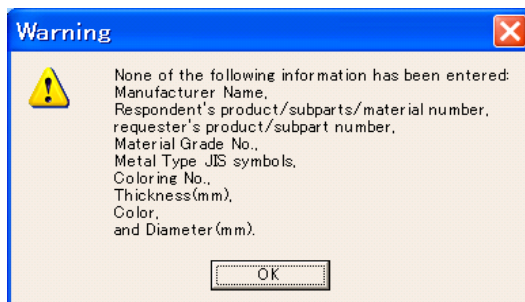 Warning
None of the following information has been entered:
Manufacturer Name,
Respondent's product/subparts/material number,
requester's product/subpart number,
Material Grade No.,
Metal Type JIS symbols,
Coloring No.,
Thickness(mm),
Color,
and Diameter(mm).
OK